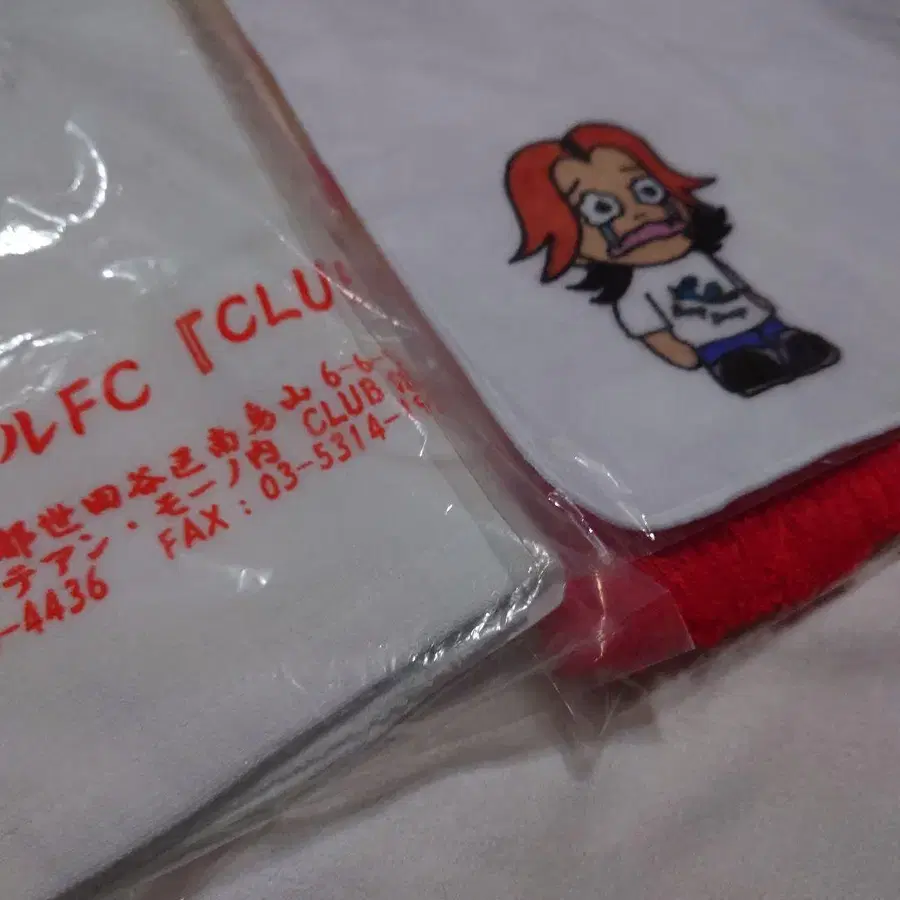 ルFC『CLU
都世田谷区南烏山 6-6-
テアン・モーノ内 CLUB
-4436 FAX:03-5314-